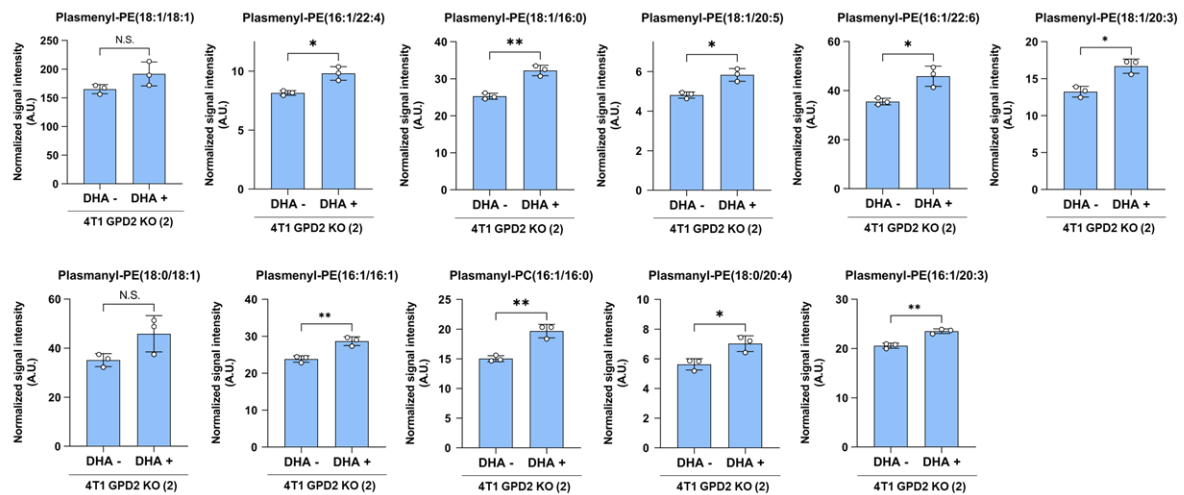 Plasmenyl-PE(18:1/18:1)
N.S.
Normalized signal intensity
(A.U.)
250
200
150
100
50
0
DHA -
DHA +
4T1 GPD2 KO (2)
Plasmenyl-PE(16:1/22:4)
*
Normalized signal intensity
(A.U.)
10
5
0
DHA -
DHA +
4T1 GPD2 KO (2)
Plasmenyl-PE(18:1/16:0)
**
Normalized signal intensity
(A.U.)
50
40
30
20
10
0
DHA -
DHA +
4T1 GPD2 KO (2)
Plasmenyl-PE(18:1/20:5)
*
Normalized signal intensity
(A.U.)
8
6
4
2
0
DHA -
DHA +
4T1 GPD2 KO (2)
Plasmenyl-PE(16:1/22:6)
*
Normalized signal intensity
(A.U.)
60
40
20
0
DHA -
DHA +
4T1 GPD2 KO (2)
Plasmenyl-PE(18:1/20:3)
*
Normalized signal intensity
(A.U.)
20
15
10
5
0
DHA -
DHA +
4T1 GPD2 KO (2)
Plasmanyl-PE(18:0/18:1)
N.S.
Normalized signal intensity
(A.U.)
60
40
20
0
DHA -
DHA +
4T1 GPD2 KO (2)
Plasmenyl-PE(16:1/16:1)
**
Normalized signal intensity
(A.U.)
40
30
20
10
0
DHA -
DHA +
4T1 GPD2 KO (2)
Plasmanyl-PC(16:1/16:0)
**
Normalized signal intensity
(A.U.)
25
20
15
10
5
0
DHA -
DHA +
4T1 GPD2 KO (2)
Plasmanyl-PE(18:0/20:4)
*
Normalized signal intensity
(A.U.)
10
8
6
4
2
0
DHA -
DHA +
4T1 GPD2 KO (2)
Plasmenyl-PE(16:1/20:3)
**
Normalized signal intensity
(A.U.)
30
20
10
0
DHA -
DHA +
4T1 GPD2 KO (2)